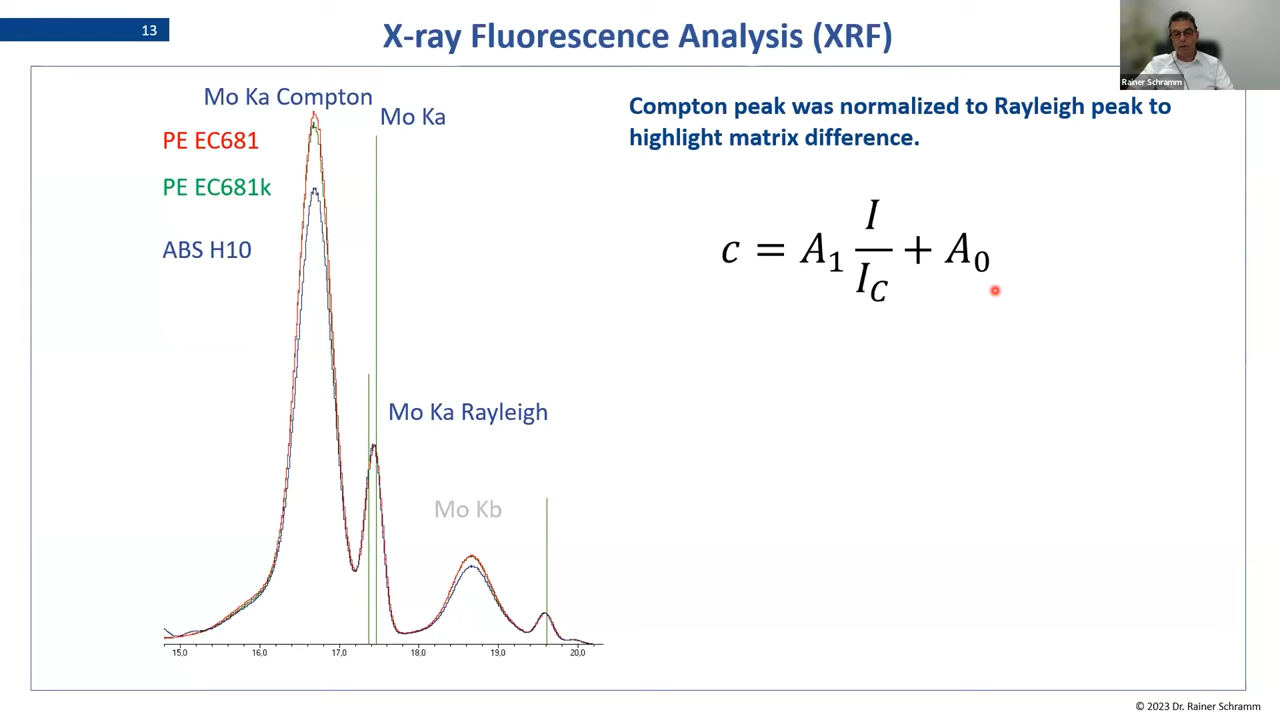 13
X-ray Fluorescence Analysis (XRF)
Rainer Schramm
Mo Ka Compton
Mo Ka
PE EC681
PE EC681k
ABS H10
Mo Ka Rayleigh
Mo Kb
15,0 16,0 17,0 18,0 19,0 20,0
Compton peak was normalized to Rayleigh peak to
highlight matrix difference.
c = A₁ I/I_C + A₀
© 2023 Dr. Rainer Schramm